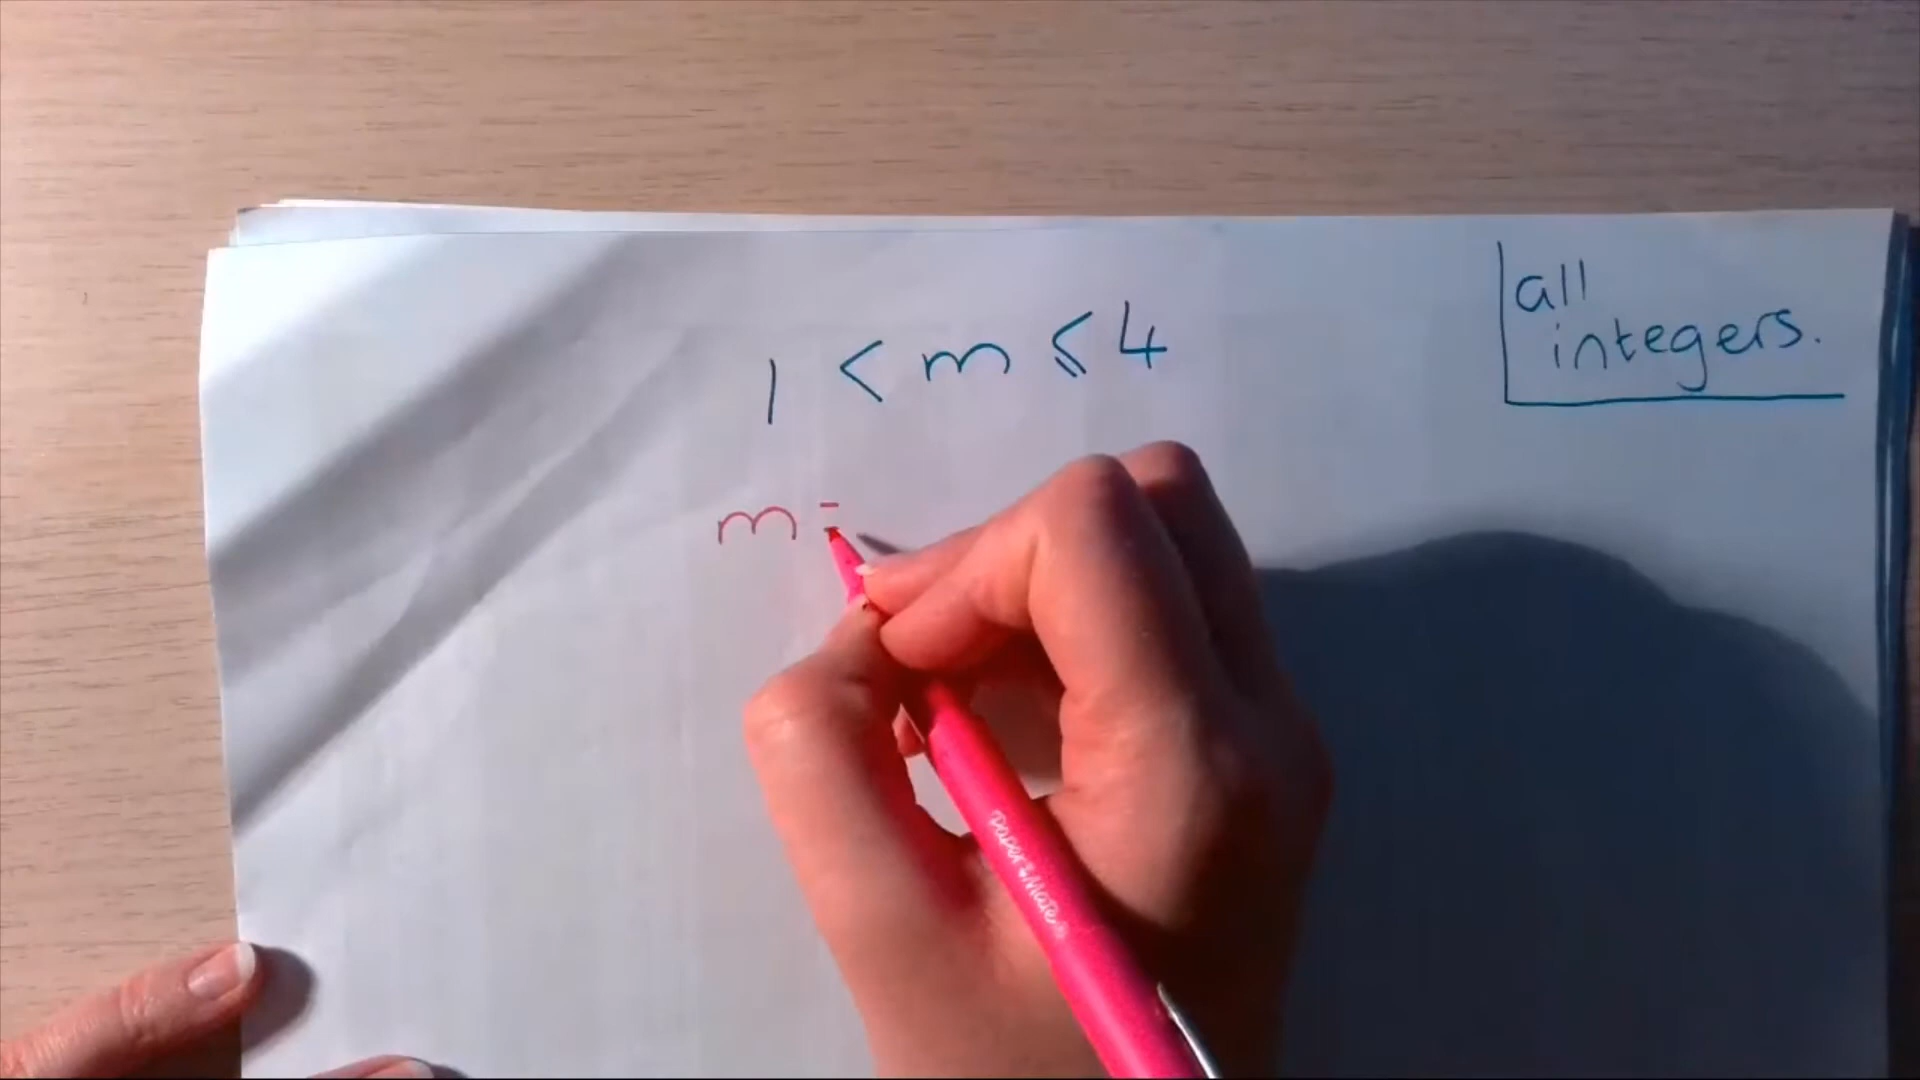 all
integers.
1 < m ⩽ 4
m =
Paper Mate